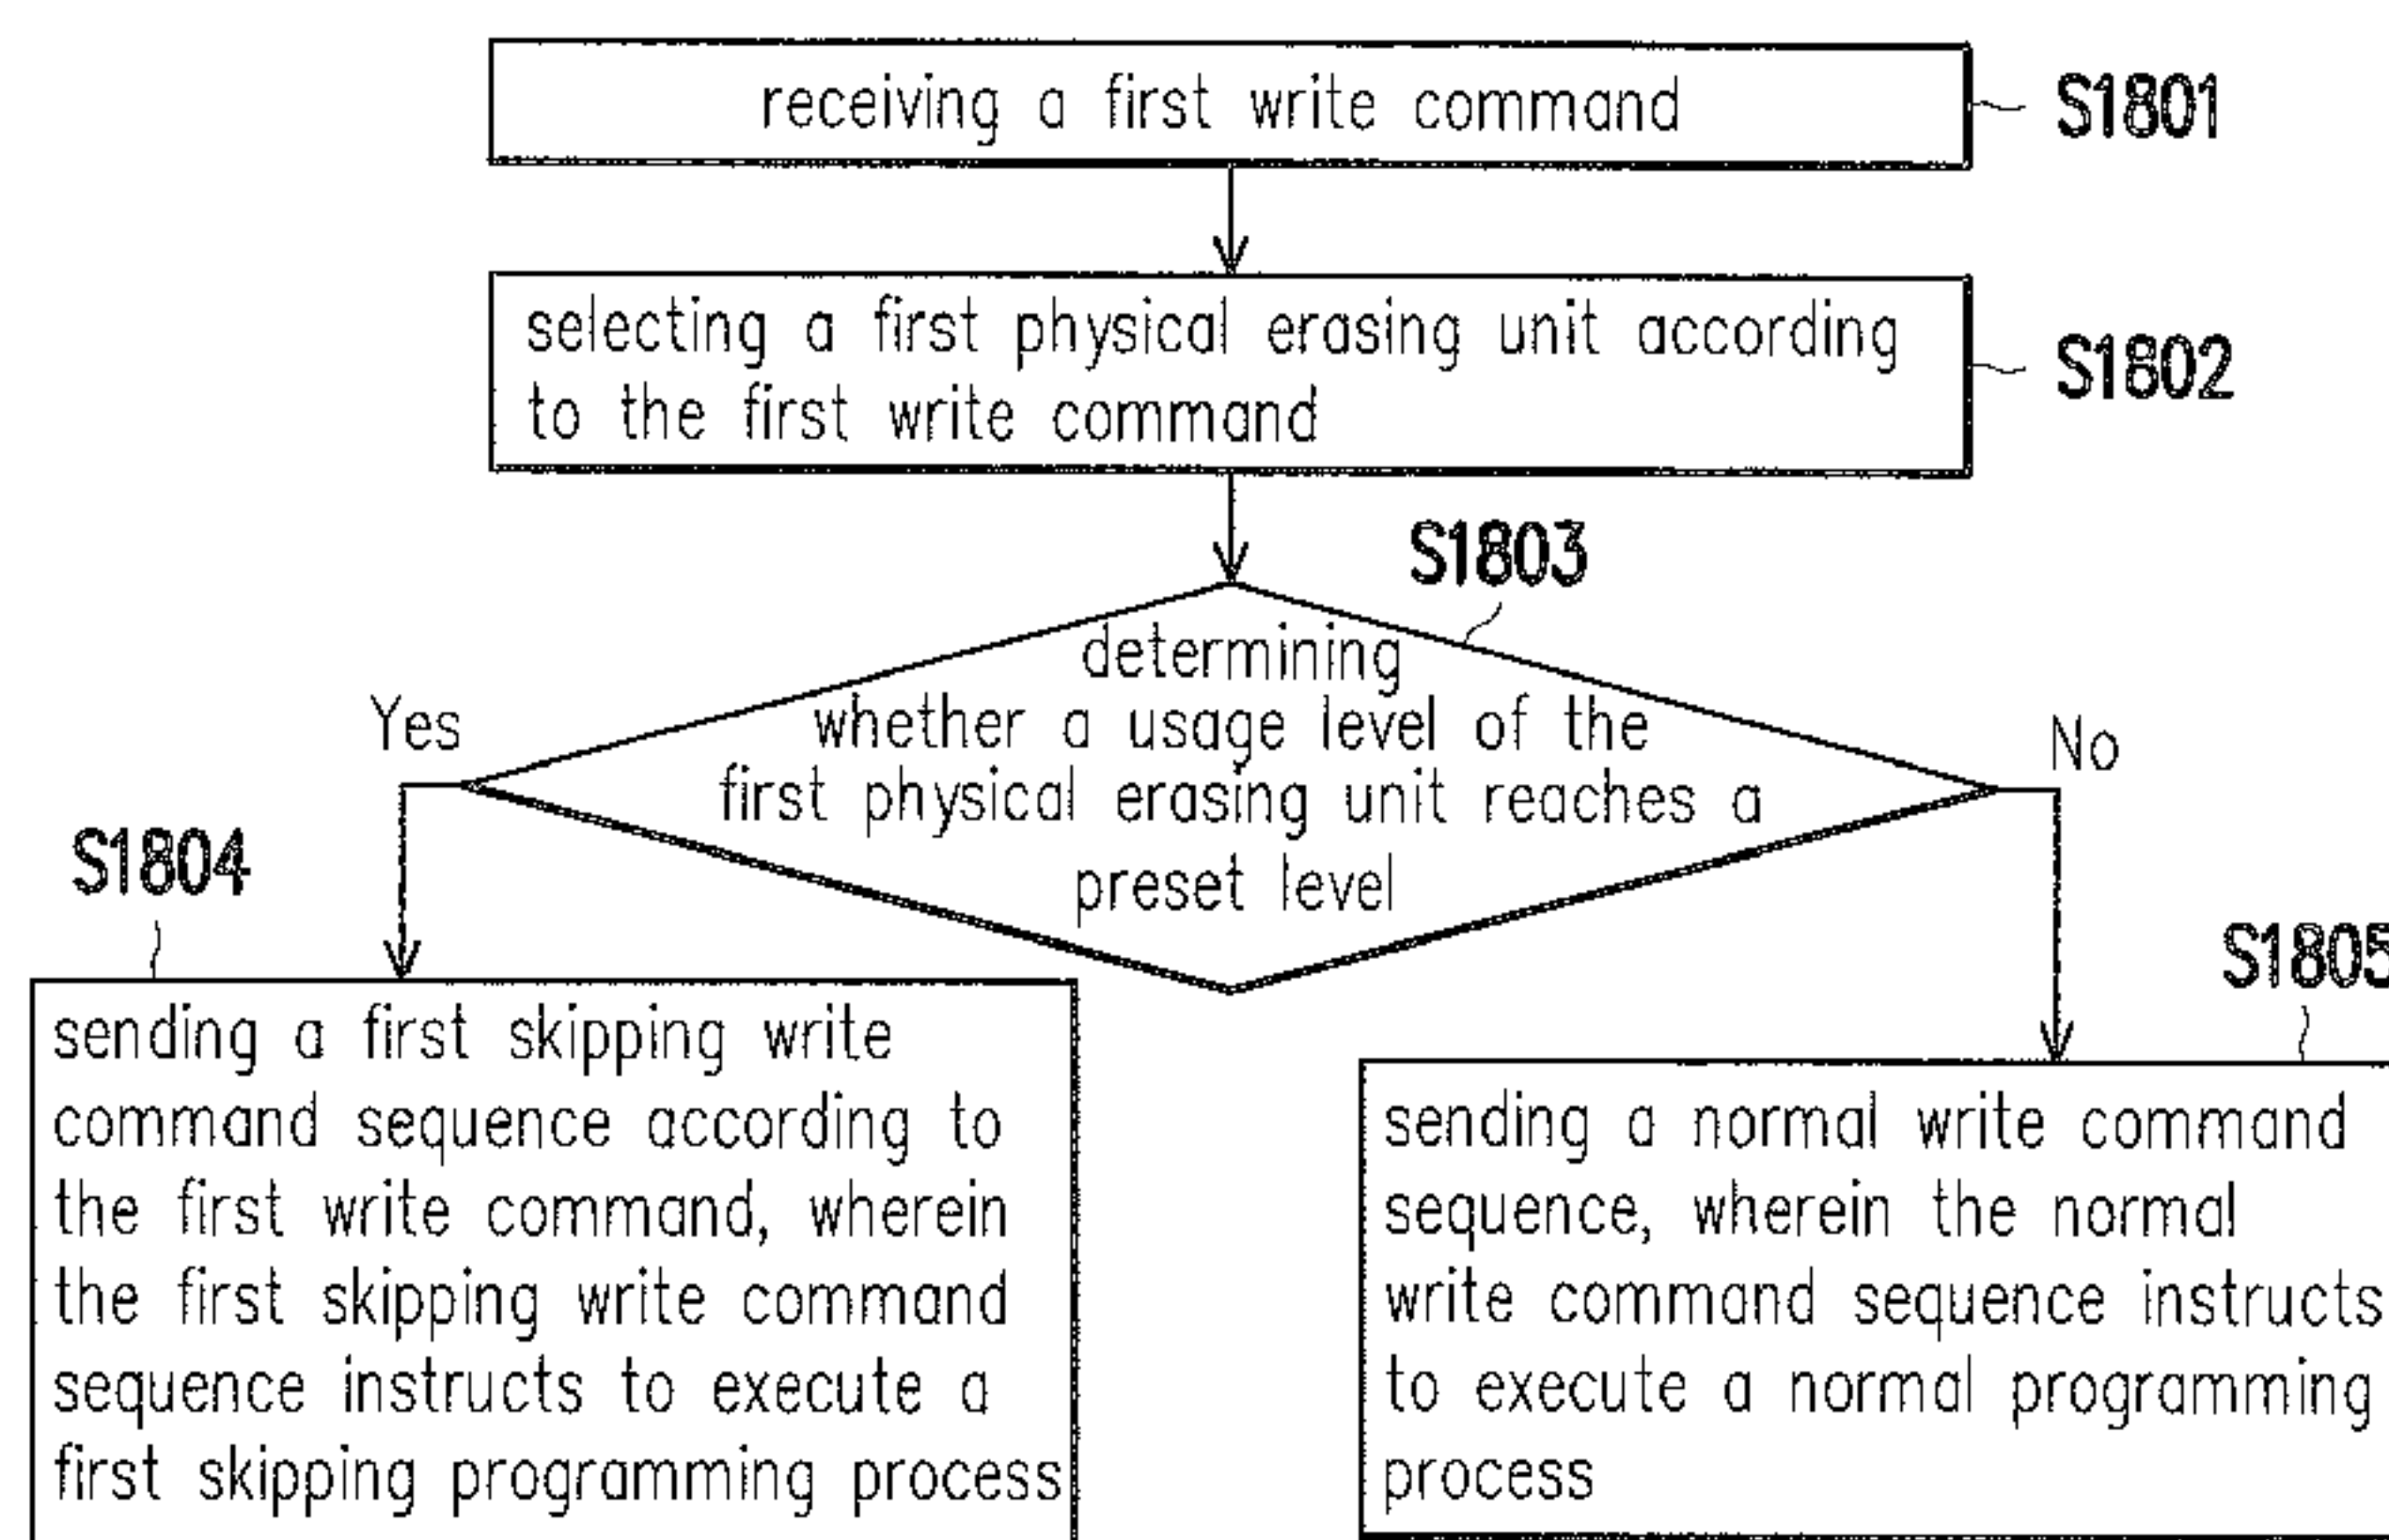 receiving a first write command
S1801
selecting a first physical erasing unit according
to the first write command
S1802
S1803
determining
whether a usage level of the
first physical erasing unit reaches a
preset level
Yes
No
S1804
sending a first skipping write
command sequence according to
the first write command, wherein
the first skipping write command
sequence instructs to execute a
first skipping programming process
S1805
sending a normal write command
sequence, wherein the normal
write command sequence instructs
to execute a normal programming
process